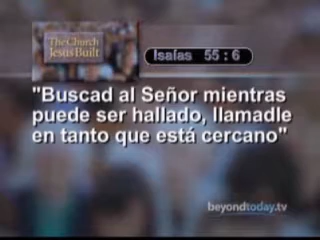 The Church
Jesus Built
Isaías 55 : 6
"Buscad al Señor mientras
puede ser hallado, llamadle
en tanto que está cercano"
beyondtoday.tv